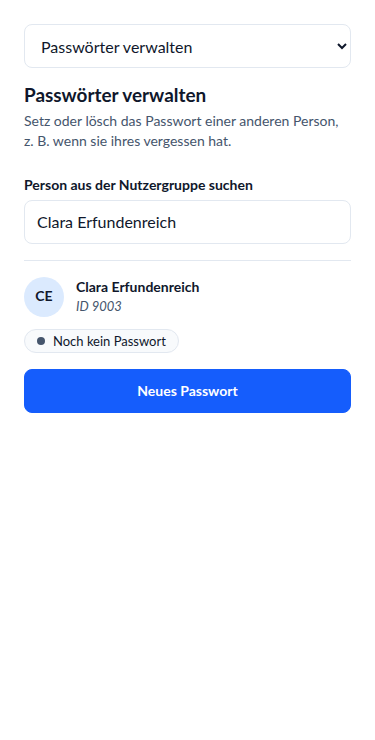 Passwörter verwalten
Passwörter verwalten
Setz oder lösch das Passwort einer anderen Person,
z. B. wenn sie ihres vergessen hat.
Person aus der Nutzergruppe suchen
Clara Erfundenreich
CE
Clara Erfundenreich
ID 9003
Noch kein Passwort
Neues Passwort